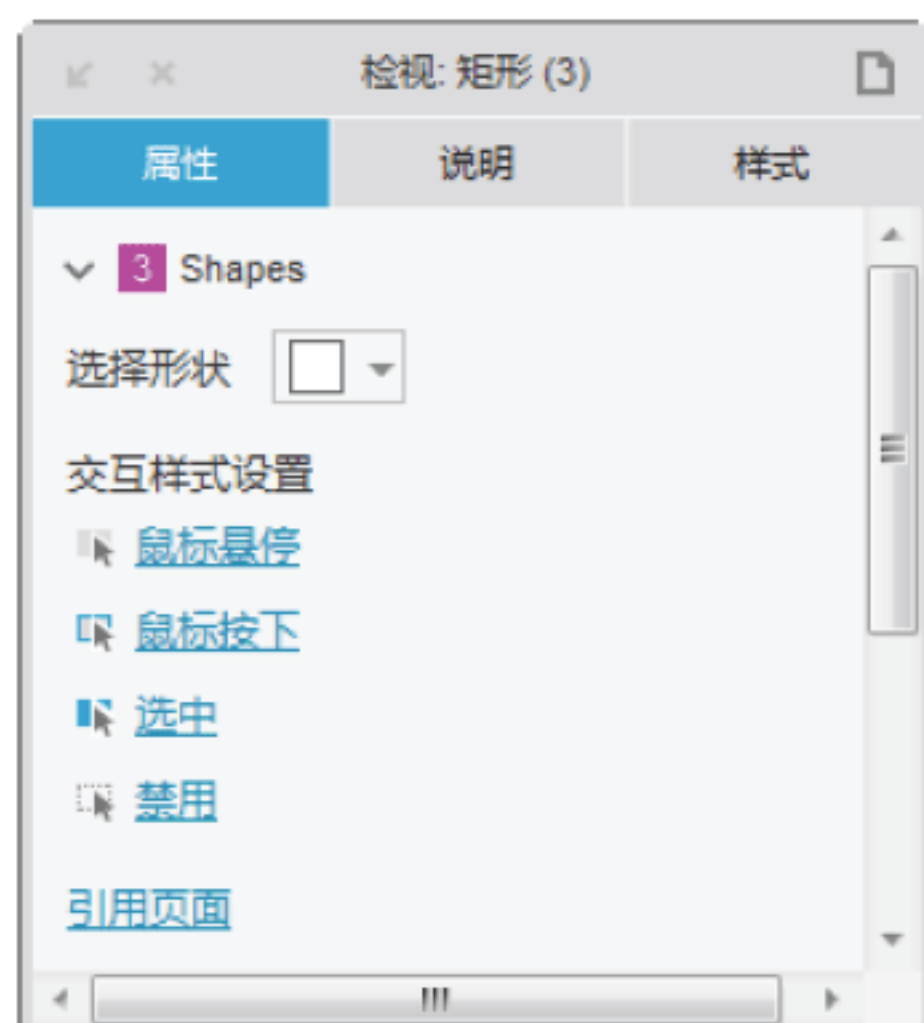 检视: 矩形 (3)
属性 说明 样式
3 Shapes
选择形状
交互样式设置
鼠标悬停
鼠标按下
选中
禁用
引用页面